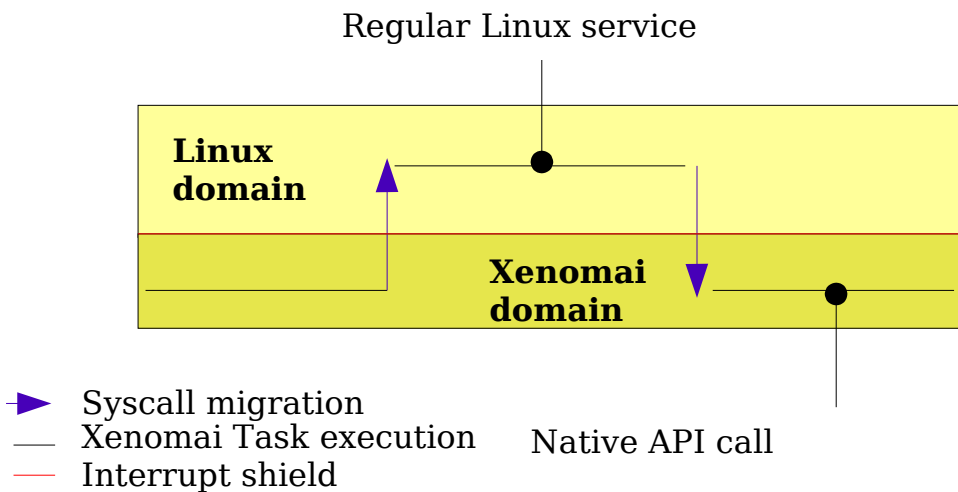 Regular Linux service
Linux
domain
Xenomai
domain
Syscall migration
Xenomai Task execution
Native API call
Interrupt shield